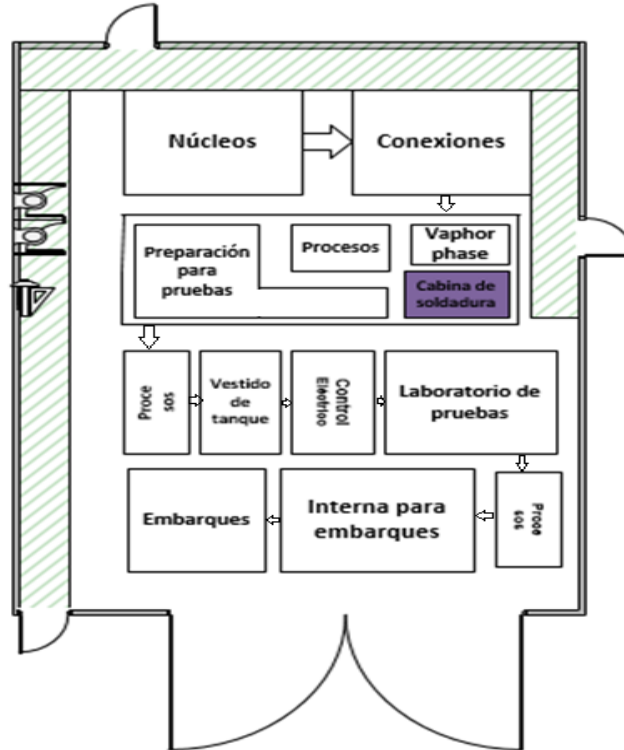 Núcleos
Conexiones
Preparación
para
pruebas
Procesos
Vaphor
phase
Cabina de
soldadura
Proce
sos
Vestido
de
tanque
Control
Eléctrico
Laboratorio de
pruebas
Embarques
Interna para
embarques
Proce
sos